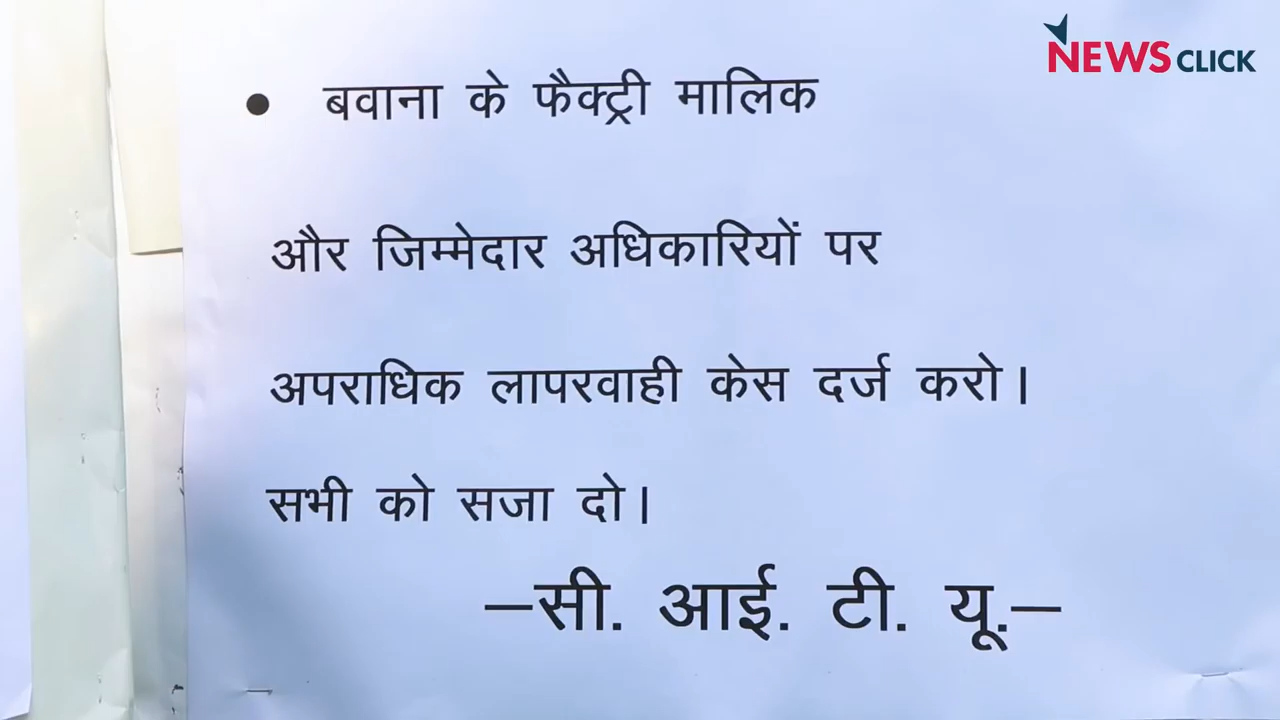 NEWS CLICK
• बवाना के फैक्ट्री मालिक
और जिम्मेदार अधिकारियों पर
अपराधिक लापरवाही केस दर्ज करो।
सभी को सजा दो।
–सी. आई. टी. यू.–